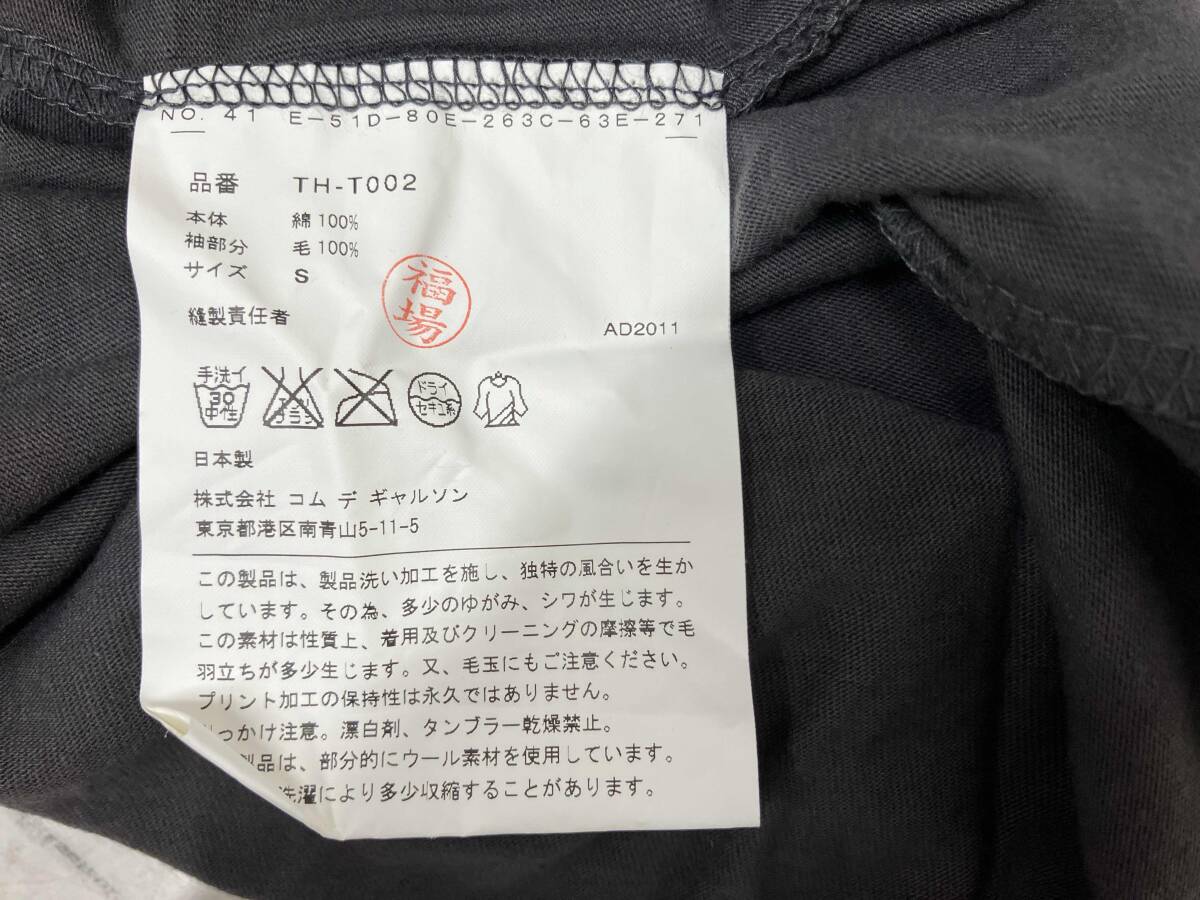 NO. 41 E-51D-80E-263C-63E-271
品番 TH-T002
本体 綿 100%
袖部分 毛 100%
サイズ S
福場
縫製責任者
AD2011
手洗イ
30
中性
エンソ
ドライ
セキユ系
日本製
株式会社 コム デ ギャルソン
東京都港区南青山5-11-5
この製品は、製品洗い加工を施し、独特の風合いを生か
しています。その為、多少のゆがみ、シワが生じます。
この素材は性質上、着用及びクリーニングの摩擦等で毛
羽立ちが多少生じます。又、毛玉にもご注意ください。
プリント加工の保持性は永久ではありません。
っかけ注意。漂白剤、タンブラー乾燥禁止。
製品は、部分的にウール素材を使用しています。
洗濯により多少収縮することがあります。